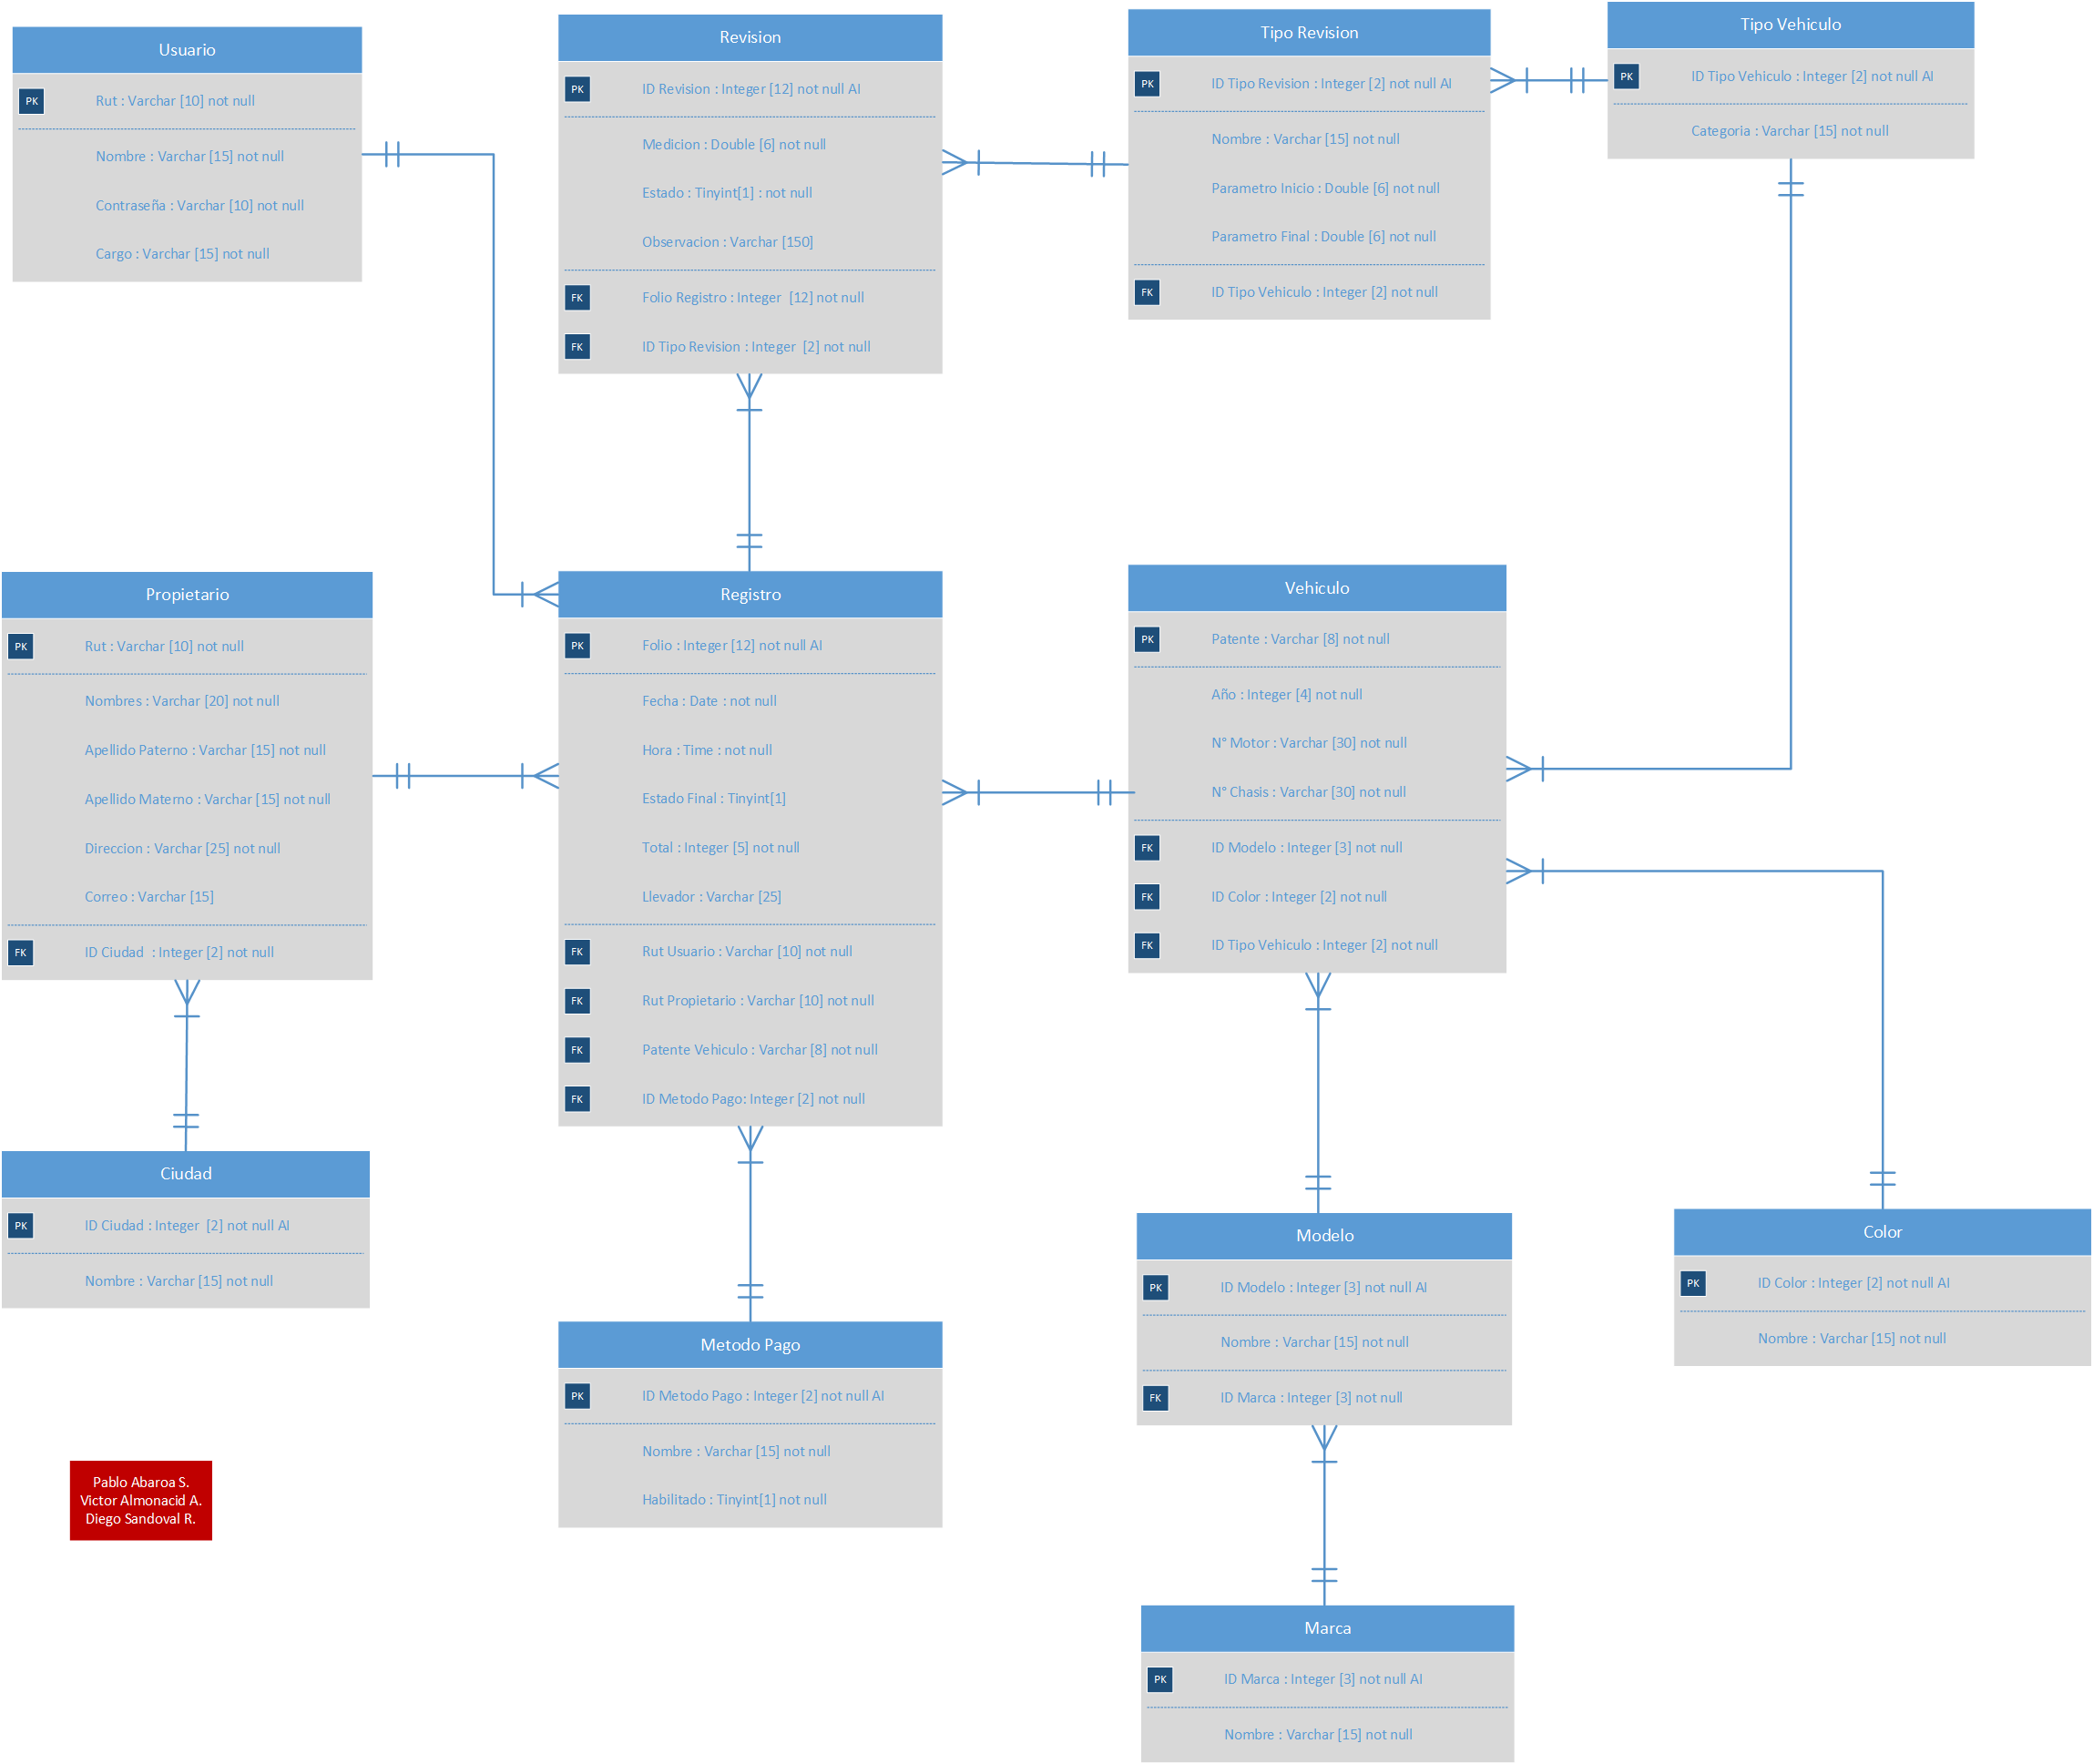 Usuario
PK
Rut : Varchar [10] not null
Nombre : Varchar [15] not null
Contraseña : Varchar [10] not null
Cargo : Varchar [15] not null
Revision
PK
ID Revision : Integer [12] not null AI
Medicion : Double [6] not null
Estado : Tinyint[1] : not null
Observacion : Varchar [150]
FK
Folio Registro : Integer  [12] not null
FK
ID Tipo Revision : Integer  [2] not null
Tipo Revision
PK
ID Tipo Revision : Integer [2] not null AI
Nombre : Varchar [15] not null
Parametro Inicio : Double [6] not null
Parametro Final : Double [6] not null
FK
ID Tipo Vehiculo : Integer [2] not null
Tipo Vehiculo
PK
ID Tipo Vehiculo : Integer [2] not null AI
Categoria : Varchar [15] not null
Propietario
PK
Rut : Varchar [10] not null
Nombres : Varchar [20] not null
Apellido Paterno : Varchar [15] not null
Apellido Materno : Varchar [15] not null
Direccion : Varchar [25] not null
Correo : Varchar [15]
FK
ID Ciudad  : Integer [2] not null
Registro
PK
Folio : Integer [12] not null AI
Fecha : Date : not null
Hora : Time : not null
Estado Final : Tinyint[1]
Total : Integer [5] not null
Llevador : Varchar [25]
FK
Rut Usuario : Varchar [10] not null
FK
Rut Propietario : Varchar [10] not null
FK
Patente Vehiculo : Varchar [8] not null
FK
ID Metodo Pago: Integer [2] not null
Vehiculo
PK
Patente : Varchar [8] not null
Año : Integer [4] not null
N° Motor : Varchar [30] not null
N° Chasis : Varchar [30] not null
FK
ID Modelo : Integer [3] not null
FK
ID Color : Integer [2] not null
FK
ID Tipo Vehiculo : Integer [2] not null
Ciudad
PK
ID Ciudad : Integer  [2] not null AI
Nombre : Varchar [15] not null
Metodo Pago
PK
ID Metodo Pago : Integer [2] not null AI
Nombre : Varchar [15] not null
Habilitado : Tinyint[1] not null
Modelo
PK
ID Modelo : Integer [3] not null AI
Nombre : Varchar [15] not null
FK
ID Marca : Integer [3] not null
Color
PK
ID Color : Integer [2] not null AI
Nombre : Varchar [15] not null
Pablo Abaroa S.
Victor Almonacid A.
Diego Sandoval R.
Marca
PK
ID Marca : Integer [3] not null AI
Nombre : Varchar [15] not null